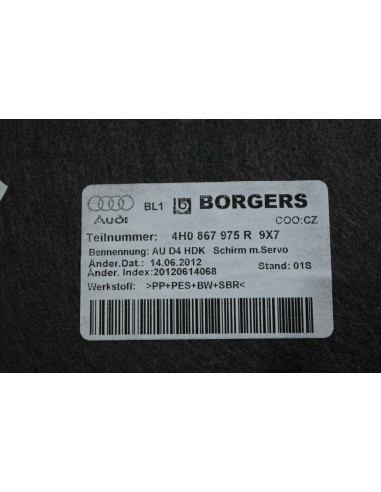 BL1 BORGERS
Audi
COO:CZ
Teilnummer: 4H0 867 975 R 9X7
Bennennung: AU D4 HDK Schirm m.Servo
Änder.Dat.: 14.06.2012
Änder. Index:20120614068 Stand: 01S
Werkstoff: >PP+PES+BW+SBR<